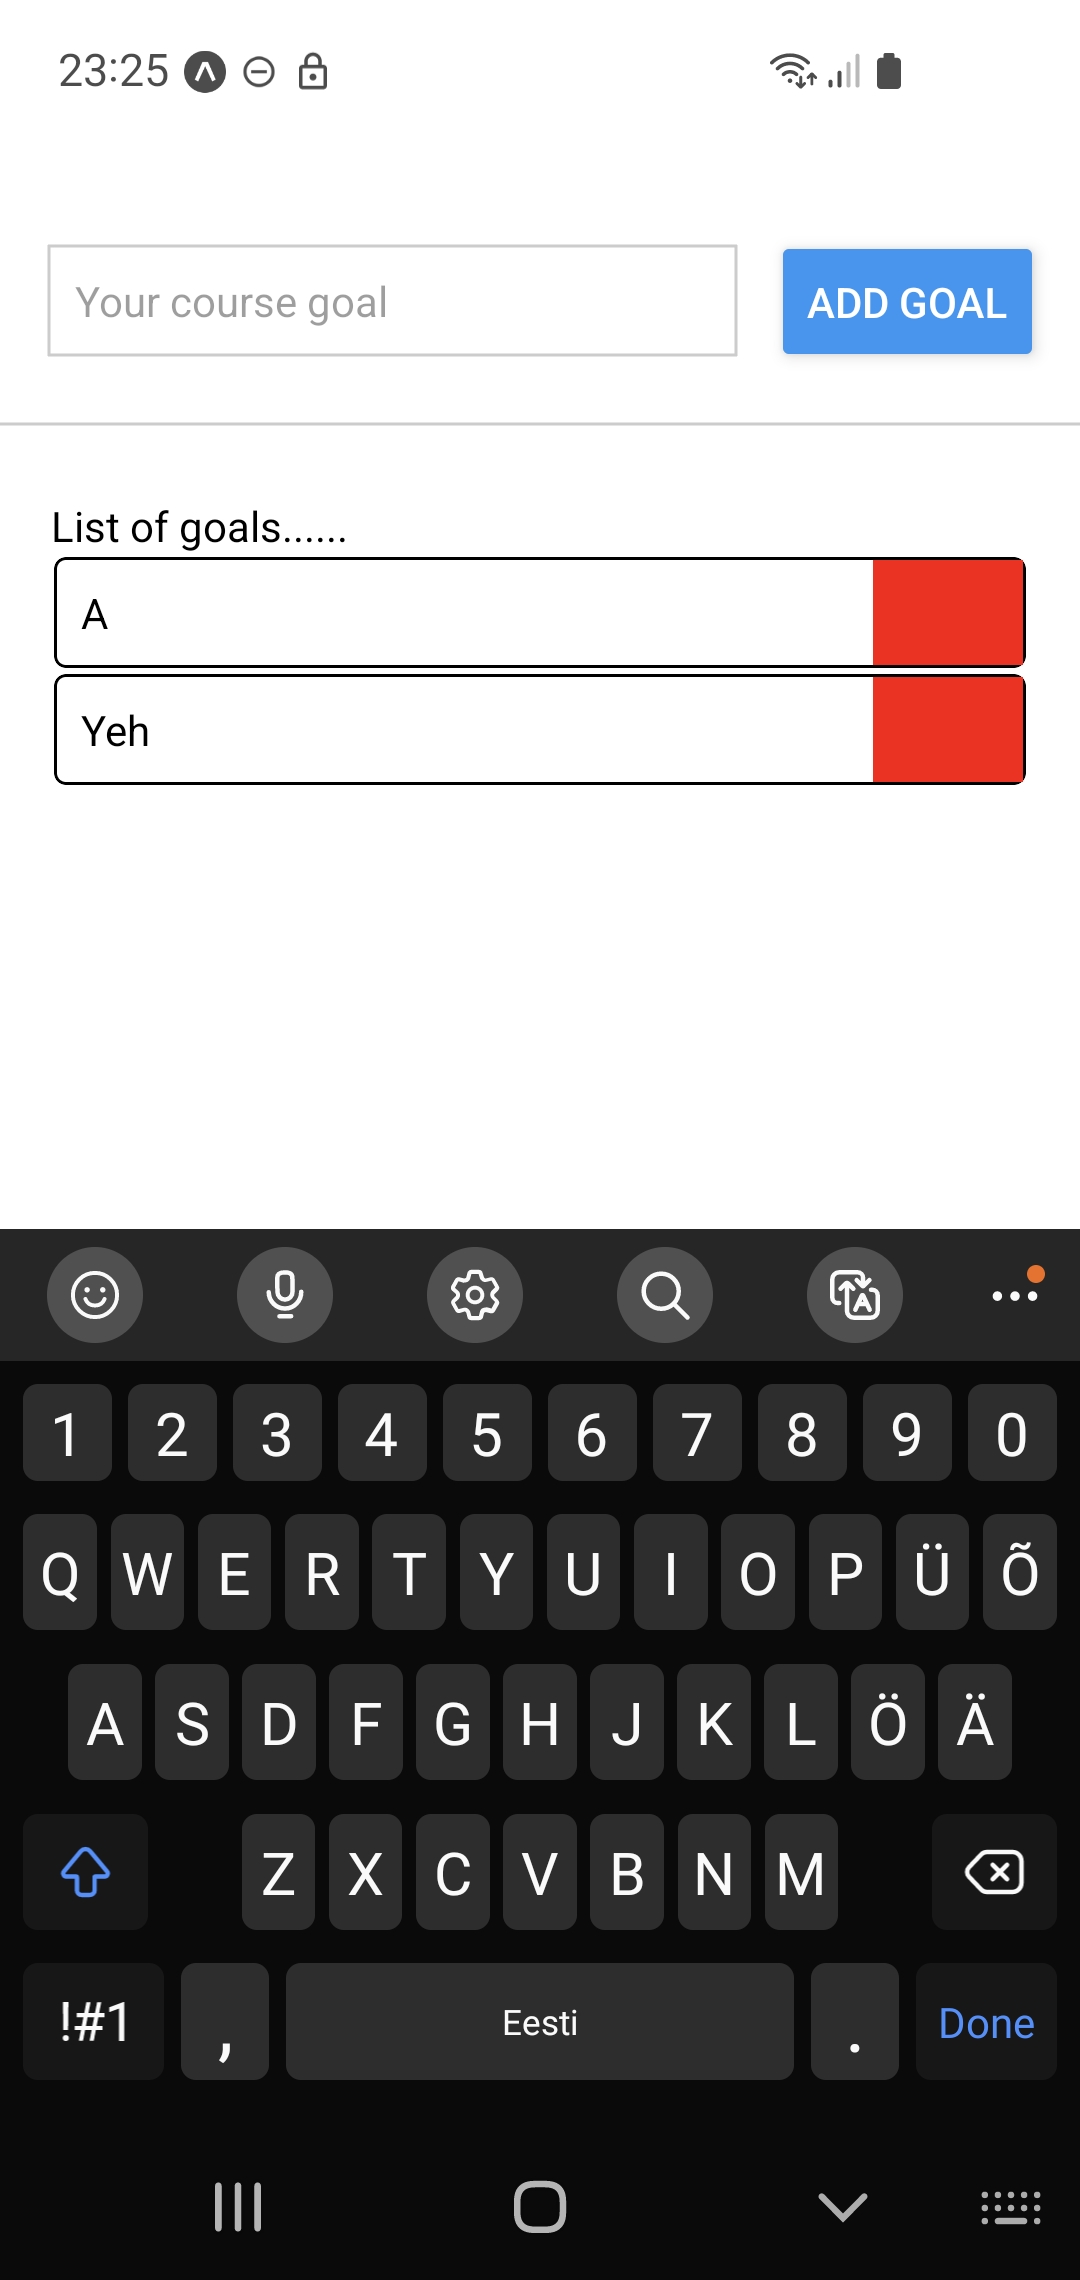 23:25
Your course goal
ADD GOAL
List of goals......
A
Yeh
1 2 3 4 5 6 7 8 9 0
Q W E R T Y U I O P Ü Õ
A S D F G H J K L Ö Ä
Z X C V B N M
!#1 , Eesti . Done